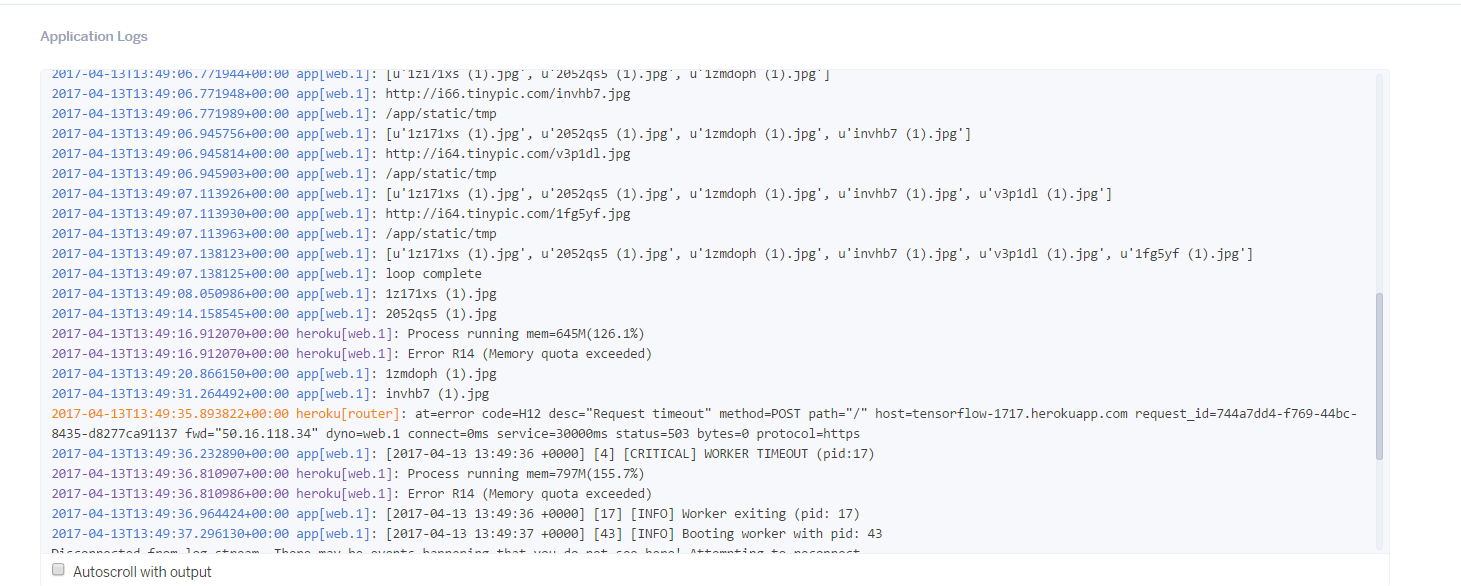 Application Logs
2017-04-13T13:49:06.771944+00:00 app[web.1]: [u'1z171xs (1).jpg', u'2052qs5 (1).jpg', u'1zmdoph (1).jpg']
2017-04-13T13:49:06.771948+00:00 app[web.1]: http://i66.tinypic.com/invhb7.jpg
2017-04-13T13:49:06.771989+00:00 app[web.1]: /app/static/tmp
2017-04-13T13:49:06.945756+00:00 app[web.1]: [u'1z171xs (1).jpg', u'2052qs5 (1).jpg', u'1zmdoph (1).jpg', u'invhb7 (1).jpg']
2017-04-13T13:49:06.945814+00:00 app[web.1]: http://i64.tinypic.com/v3p1dl.jpg
2017-04-13T13:49:06.945903+00:00 app[web.1]: /app/static/tmp
2017-04-13T13:49:07.113926+00:00 app[web.1]: [u'1z171xs (1).jpg', u'2052qs5 (1).jpg', u'1zmdoph (1).jpg', u'invhb7 (1).jpg', u'v3p1dl (1).jpg']
2017-04-13T13:49:07.113930+00:00 app[web.1]: http://i64.tinypic.com/1fg5yf.jpg
2017-04-13T13:49:07.113963+00:00 app[web.1]: /app/static/tmp
2017-04-13T13:49:07.138123+00:00 app[web.1]: [u'1z171xs (1).jpg', u'2052qs5 (1).jpg', u'1zmdoph (1).jpg', u'invhb7 (1).jpg', u'v3p1dl (1).jpg', u'1fg5yf (1).jpg']
2017-04-13T13:49:07.138125+00:00 app[web.1]: loop complete
2017-04-13T13:49:08.050986+00:00 app[web.1]: 1z171xs (1).jpg
2017-04-13T13:49:14.158545+00:00 app[web.1]: 2052qs5 (1).jpg
2017-04-13T13:49:16.912070+00:00 heroku[web.1]: Process running mem=645M(126.1%)
2017-04-13T13:49:16.912070+00:00 heroku[web.1]: Error R14 (Memory quota exceeded)
2017-04-13T13:49:20.866150+00:00 app[web.1]: 1zmdoph (1).jpg
2017-04-13T13:49:31.264492+00:00 app[web.1]: invhb7 (1).jpg
2017-04-13T13:49:35.893822+00:00 heroku[router]: at=error code=H12 desc="Request timeout" method=POST path="/" host=tensorflow-1717.herokuapp.com request_id=744a7dd4-f769-44bc-
8435-d8277ca91137 fwd="50.16.118.34" dyno=web.1 connect=0ms service=30000ms status=503 bytes=0 protocol=https
2017-04-13T13:49:36.232890+00:00 app[web.1]: [2017-04-13 13:49:36 +0000] [4] [CRITICAL] WORKER TIMEOUT (pid:17)
2017-04-13T13:49:36.810907+00:00 heroku[web.1]: Process running mem=797M(155.7%)
2017-04-13T13:49:36.810986+00:00 heroku[web.1]: Error R14 (Memory quota exceeded)
2017-04-13T13:49:36.964424+00:00 app[web.1]: [2017-04-13 13:49:36 +0000] [17] [INFO] Worker exiting (pid: 17)
2017-04-13T13:49:37.296130+00:00 app[web.1]: [2017-04-13 13:49:37 +0000] [43] [INFO] Booting worker with pid: 43
Disconnected from log stream. There may be events happening that you do not see here! Attempting to reconnect
Autoscroll with output